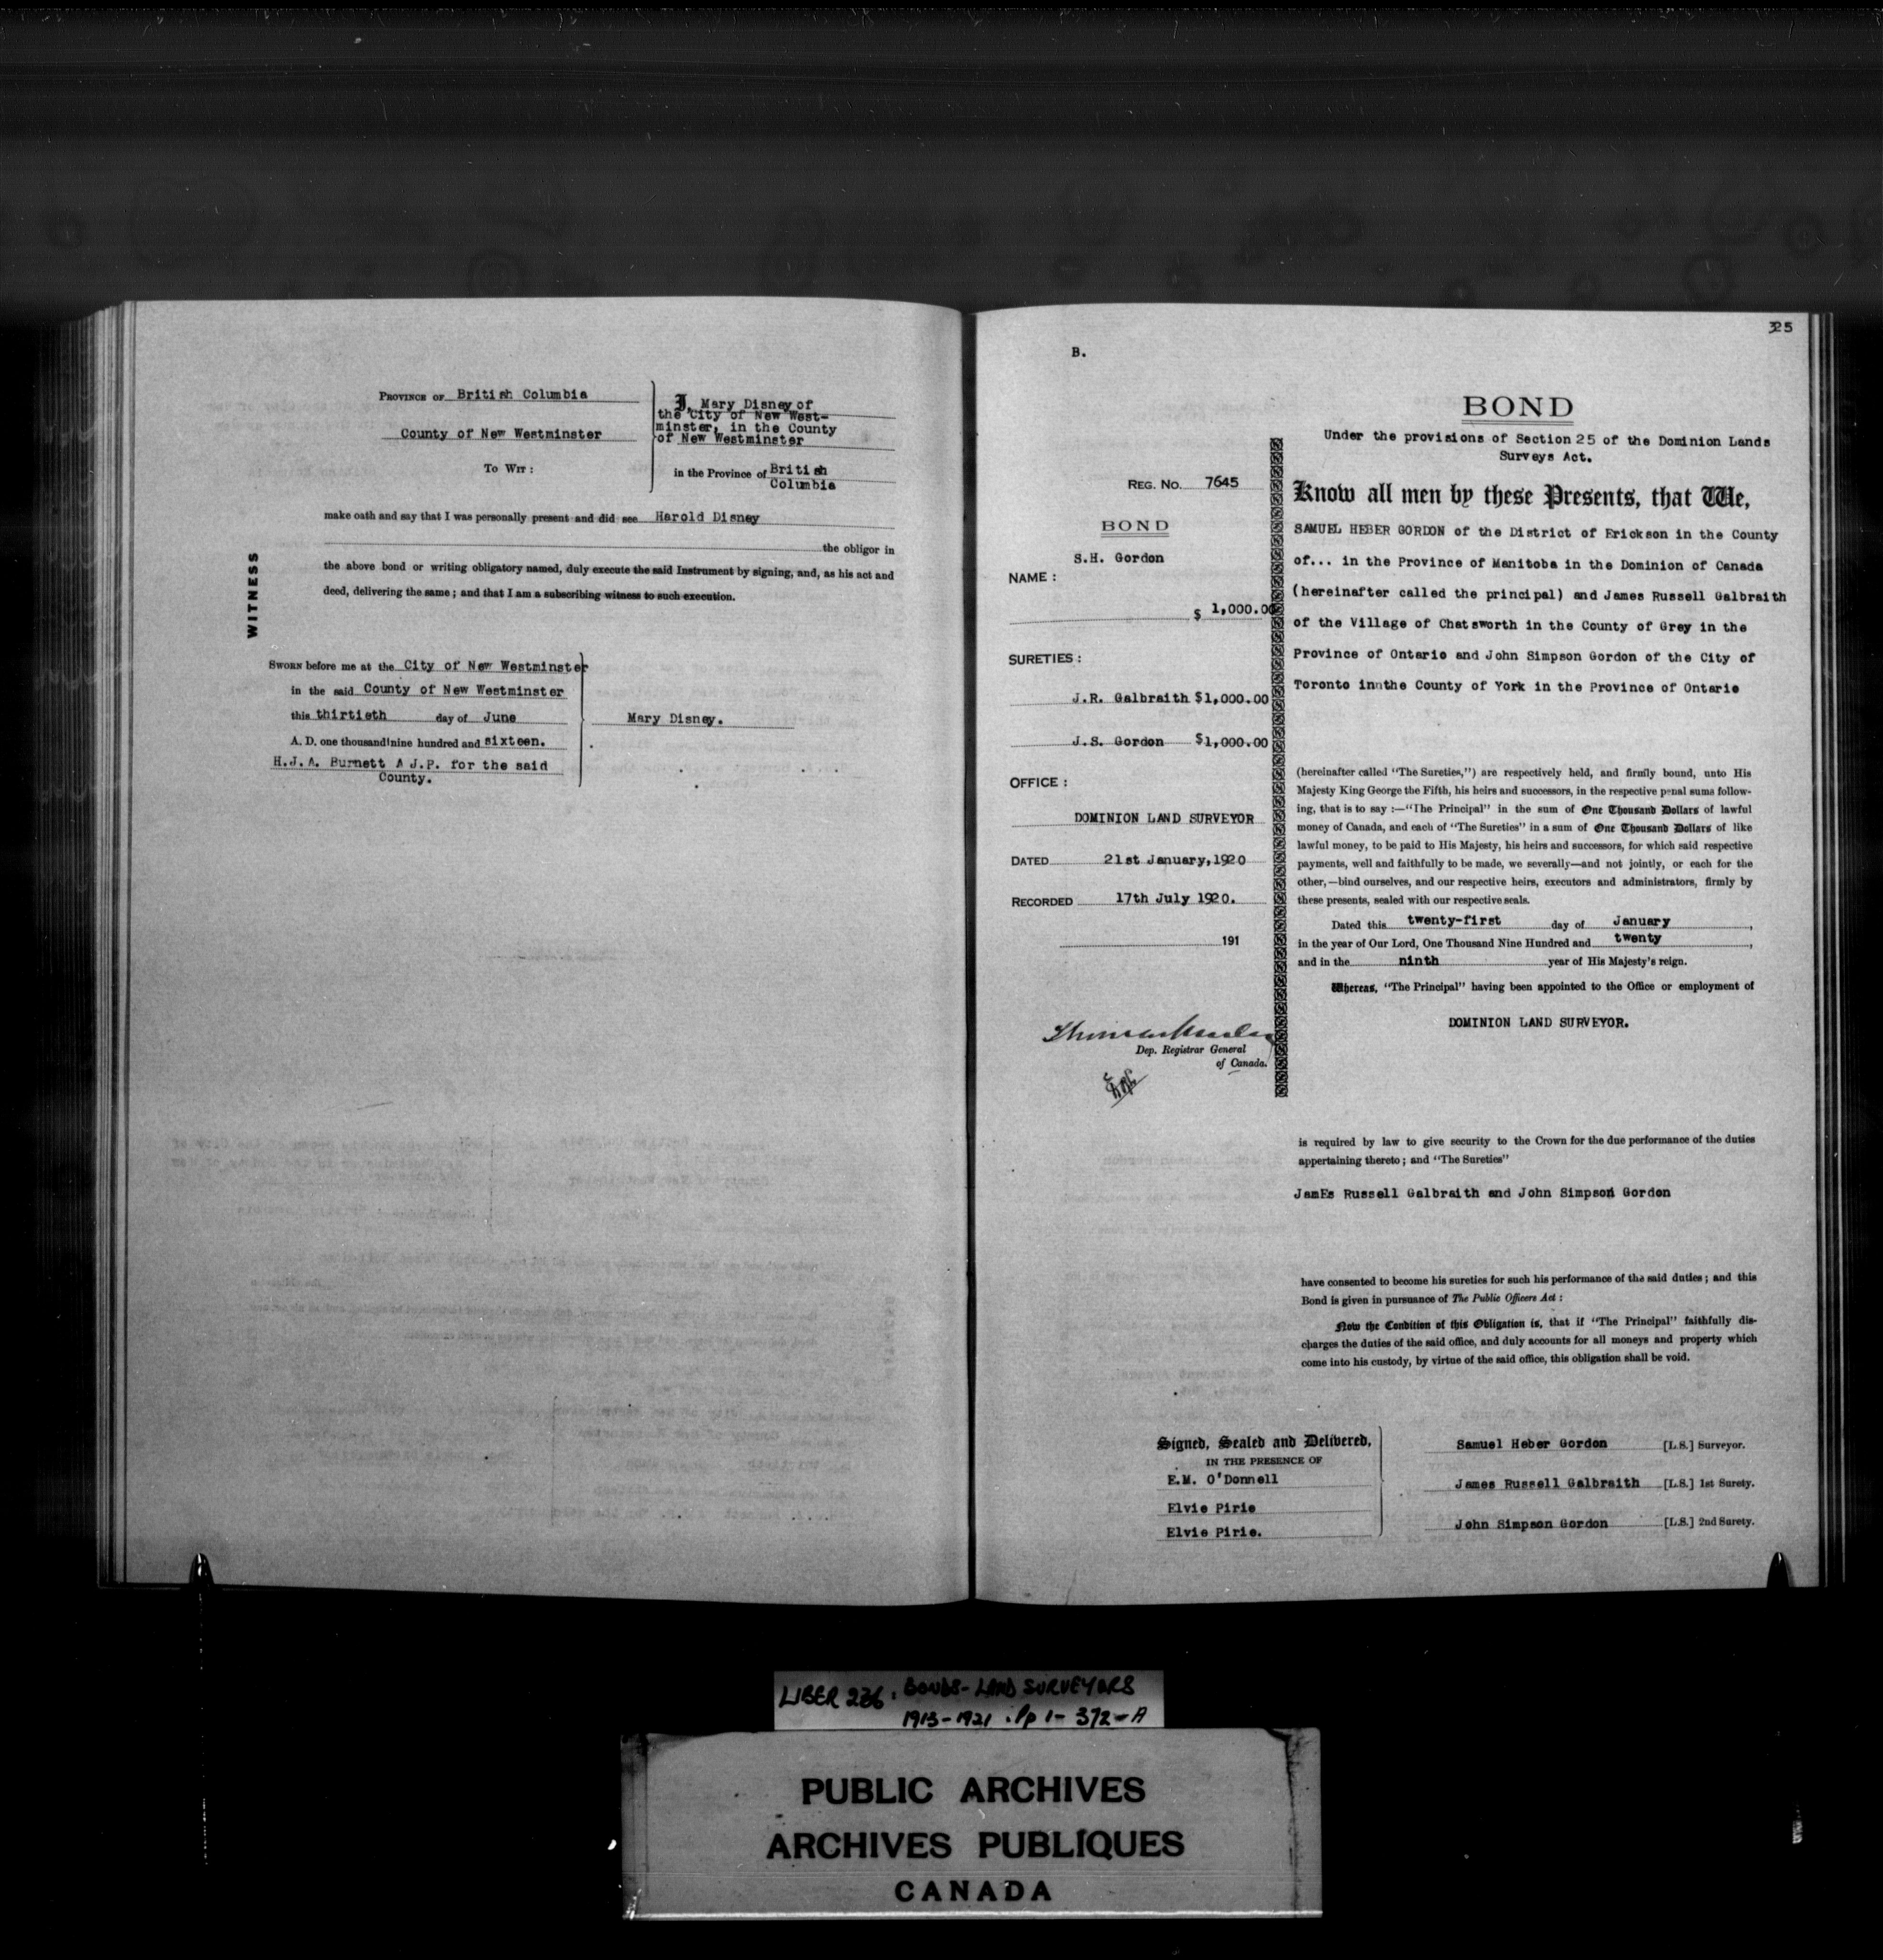 PROVINCE OF British Columbia
County of New Westminster
TO WIT :
I, Mary Disney of
the City of New West-
minster, in the County
of New Westminster
in the Province of British
Columbia
make oath and say that I was personally present and did see Harold Disney
the obligor in
the above bond or writing obligatory named, duly execute the said Instrument by signing, and, as his act and
deed, delivering the same ; and that I am a subscribing witness to such execution.
WITNESS
SWORN before me at the City of New Westminster
in the said County of New Westminster
this thirtieth day of June
A. D. one thousand nine hundred and sixteen.
H.J.A. Burnett A J.P. for the said
County.
Mary Disney.
325
B.
REG. NO. 7645
BOND
S.H. Gordon
NAME :
$ 1,000.00
SURETIES :
J.R. Galbraith $1,000.00
J.S. Gordon $1,000.00
OFFICE :
DOMINION LAND SURVEYOR
DATED 21st January, 1920
RECORDED 17th July 1920.
191
Dep. Registrar General
of Canada.
BOND
Under the provisions of Section 25 of the Dominion Lands
Surveys Act.
Know all men by these Presents, that We,
SAMUEL HEBER GORDON of the District of Erickson in the County
of... in the Province of Manitoba in the Dominion of Canada
(hereinafter called the principal) and James Russell Galbraith
of the Village of Chatsworth in the County of Grey in the
Province of Ontario and John Simpson Gordon of the City of
Toronto in the County of York in the Province of Ontario
(hereinafter called "The Sureties,") are respectively held, and firmly bound, unto His
Majesty King George the Fifth, his heirs and successors, in the respective penal sums follow-
ing, that is to say :—"The Principal" in the sum of One Thousand Dollars of lawful
money of Canada, and each of "The Sureties" in a sum of One Thousand Dollars of like
lawful money, to be paid to His Majesty, his heirs and successors, for which said respective
payments, well and faithfully to be made, we severally—and not jointly, or each for the
other,—bind ourselves, and our respective heirs, executors and administrators, firmly by
these presents, sealed with our respective seals.
Dated this twenty-first day of January,
in the year of Our Lord, One Thousand Nine Hundred and twenty,
and in the ninth year of His Majesty's reign.
Whereas, "The Principal" having been appointed to the Office or employment of
DOMINION LAND SURVEYOR.
is required by law to give security to the Crown for the due performance of the duties
appertaining thereto ; and "The Sureties"
JamEs Russell Galbraith and John Simpson Gordon
have consented to become his sureties for such his performance of the said duties ; and this
Bond is given in pursuance of The Public Officers Act :
Now the Condition of this Obligation is, that if "The Principal" faithfully dis-
charges the duties of the said office, and duly accounts for all moneys and property which
come into his custody, by virtue of the said office, this obligation shall be void.
Signed, Sealed and Delivered,
IN THE PRESENCE OF
E.M. O'Donnell
Elvie Pirie
Elvie Pirie.
Samuel Heber Gordon [L.S.] Surveyor.
James Russell Galbraith [L.S.] 1st Surety.
John Simpson Gordon [L.S.] 2nd Surety.
LIBER 236. BONDS-LAND SURVEYORS
1913-1921. Pp 1-372-A
PUBLIC ARCHIVES
ARCHIVES PUBLIQUES
CANADA